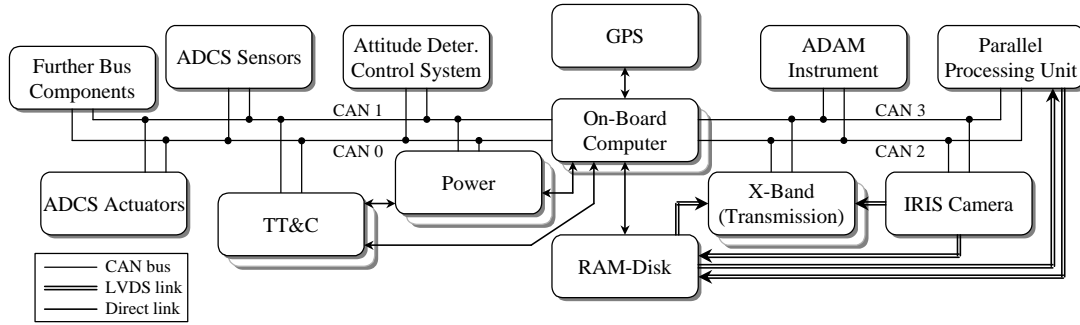 Further Bus
Components
ADCS Sensors
Attitude Deter.
Control System
GPS
ADAM
Instrument
Parallel
Processing Unit
CAN 1
CAN 0
On-Board
Computer
CAN 3
CAN 2
ADCS Actuators
TT&C
Power
X-Band
(Transmission)
IRIS Camera
RAM-Disk
CAN bus
LVDS link
Direct link